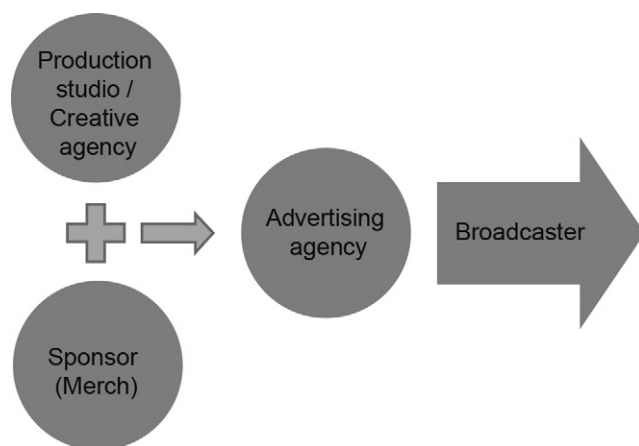 Production
studio /
Creative
agency
Sponsor
(Merch)
Advertising
agency
Broadcaster